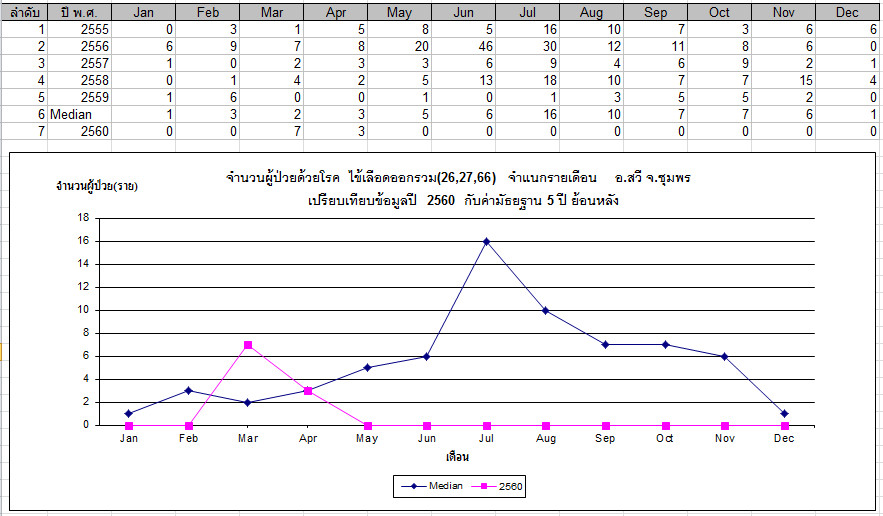 ลำดับ ปี พ.ศ. Jan Feb Mar Apr May Jun Jul Aug Sep Oct Nov Dec
1 2555 0 3 1 5 8 5 16 10 7 3 6 6
2 2556 6 9 7 8 20 46 30 12 11 8 6 0
3 2557 1 0 2 3 3 6 9 4 6 9 2 1
4 2558 0 1 4 2 5 13 18 10 7 7 15 4
5 2559 1 6 0 0 1 0 1 3 5 5 2 0
6 Median 1 3 2 3 5 6 16 10 7 7 6 1
7 2560 0 0 7 3 0 0 0 0 0 0 0 0
จำนวนผู้ป่วยด้วยโรค ไข้เลือดออกรวม(26,27,66) จำแนกรายเดือน อ.สวี จ.ชุมพร
จำนวนผู้ป่วย(ราย)
เปรียบเทียบข้อมูลปี 2560 กับค่ามัธยฐาน 5 ปี ย้อนหลัง
18
16
14
12
10
8
6
4
2
0
Jan Feb Mar Apr May Jun Jul Aug Sep Oct Nov Dec
เดือน
Median 2560